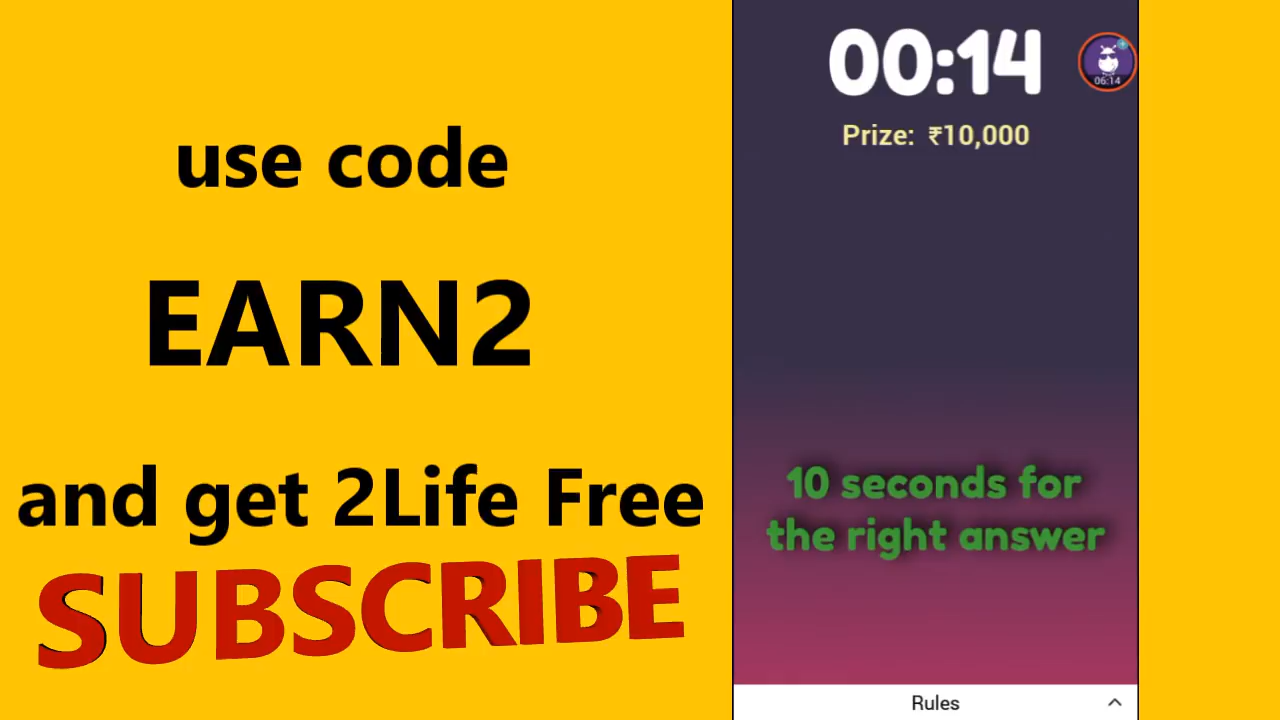 use code
EARN2
and get 2Life Free
SUBSCRIBE
00:14
06:14
Prize: ₹10,000
10 seconds for
the right answer
Rules